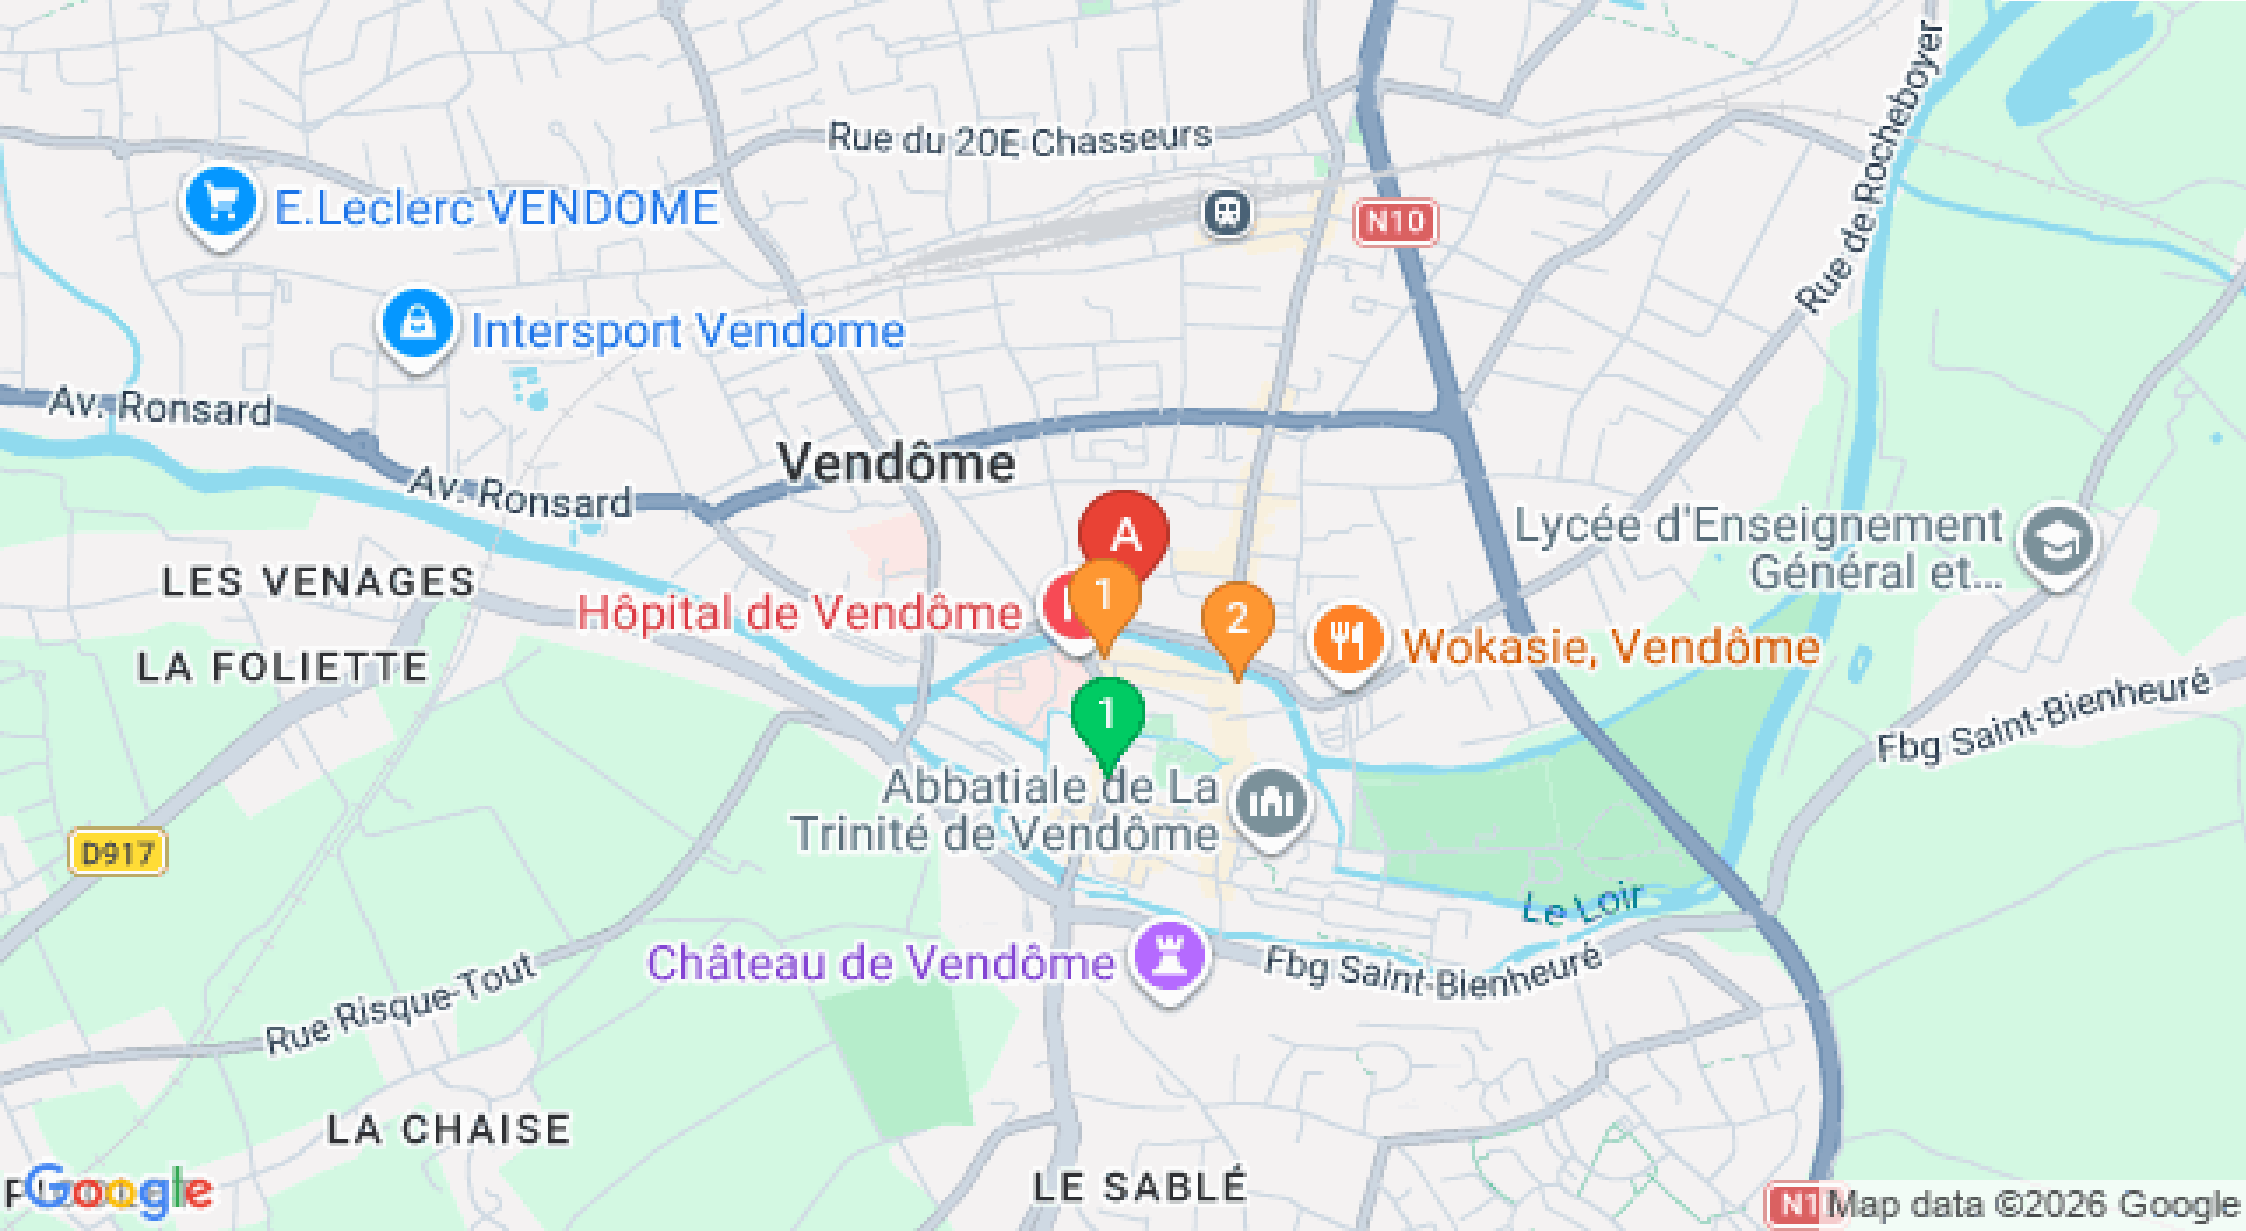 Rue du 20E Chasseurs
Rue de Rocheboyer
E.Leclerc VENDOME
N10
Intersport Vendome
Av. Ronsard
Vendôme
Av. Ronsard
A
Lycée d'Enseignement
Général et...
LES VENAGES
1
2
Hôpital de Vendôme
Wokasie, Vendôme
LA FOLIETTE
1
Fbg Saint-Bienheuré
Abbatiale de La
Trinité de Vendôme
D917
Le Loir
Château de Vendôme
Fbg Saint-Bienheuré
Rue Risque-Tout
LA CHAISE
LE SABLÉ
Google
N1
Map data ©2026 Google